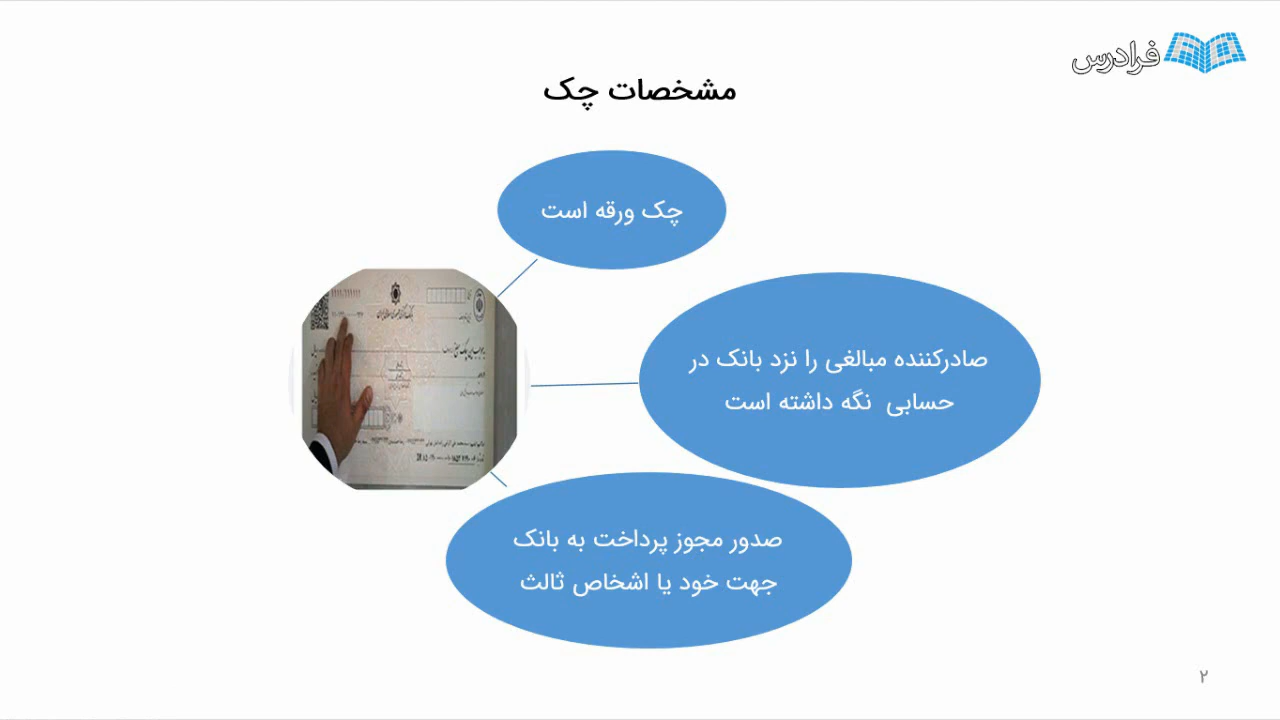 فرادرس
مشخصات چک
چک ورقه است
صادرکننده مبالغی را نزد بانک در
حسابی نگه داشته است
صدور مجوز پرداخت به بانک
جهت خود یا اشخاص ثالث
۲